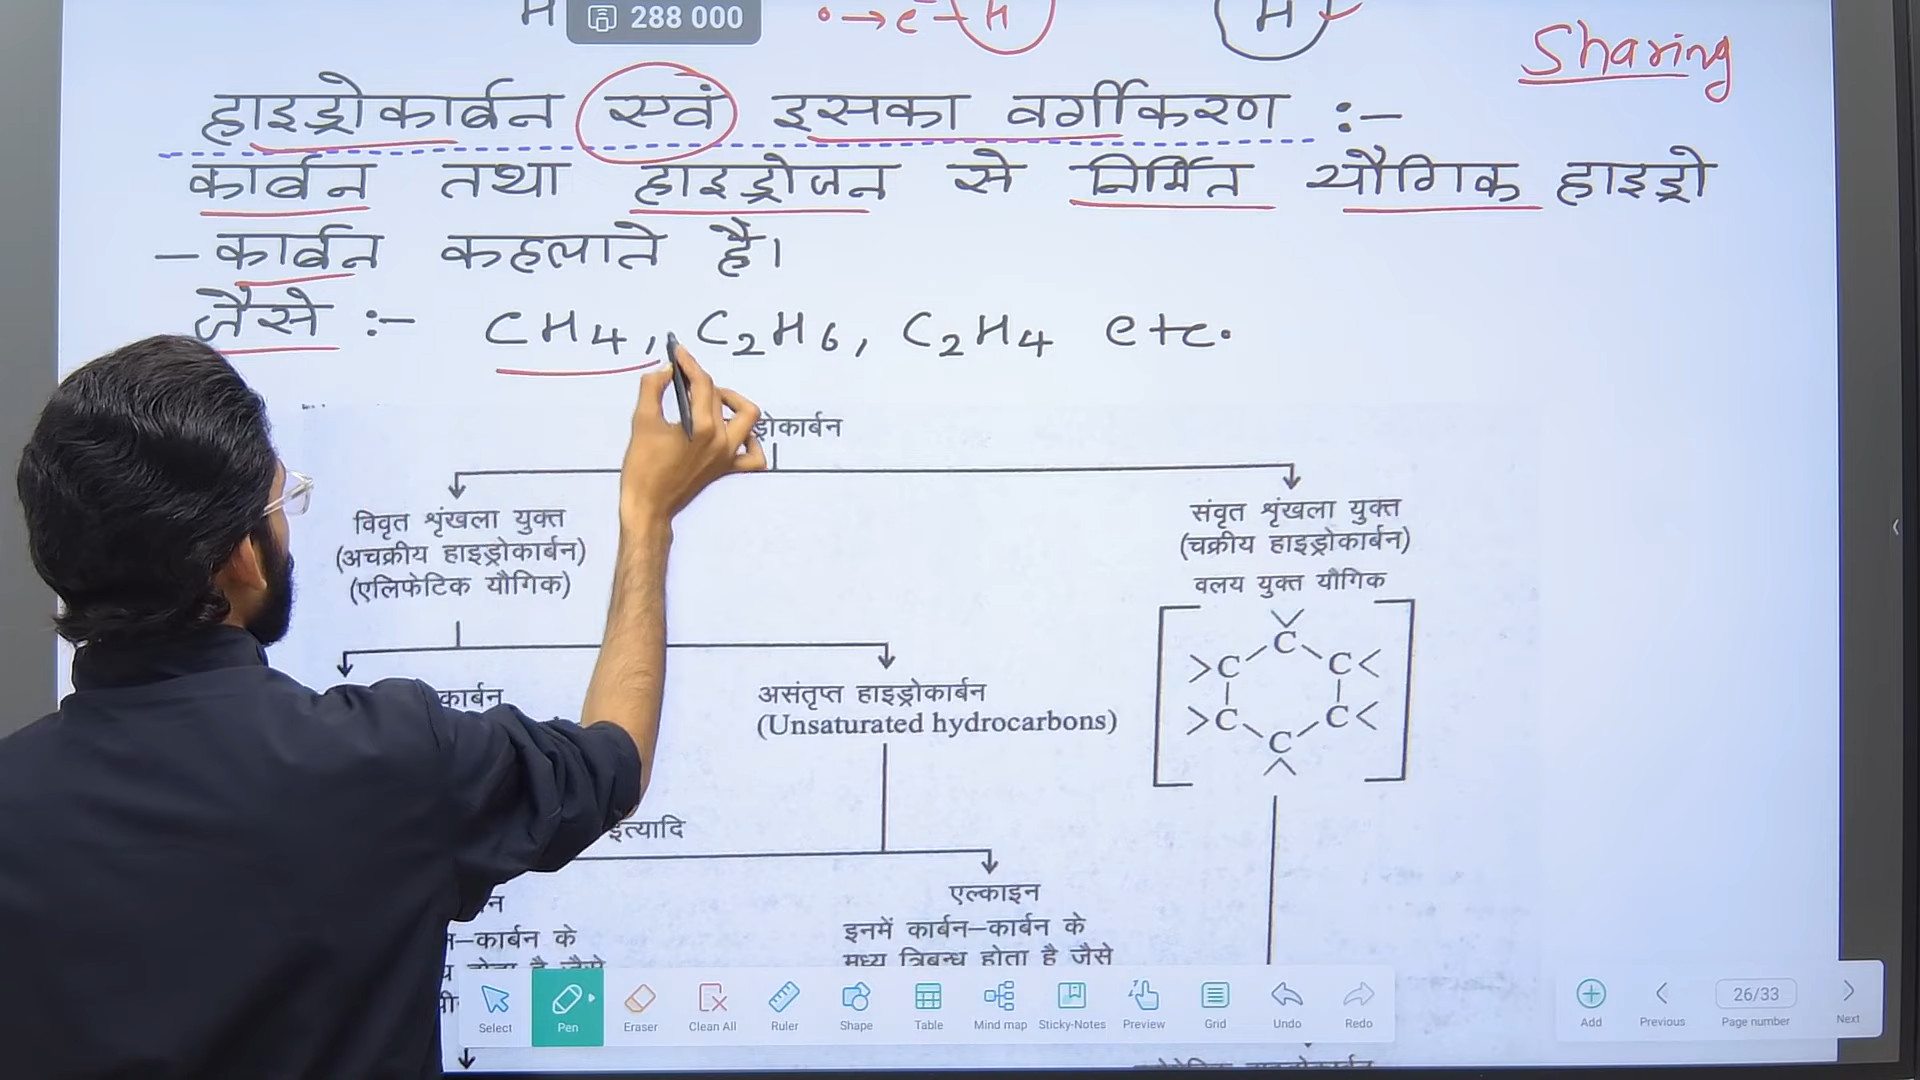 288 000
e
H
Sharing
हाइड्रोकार्बन एवं इसका वर्गीकरण :-
कार्बन तथा हाइड्रोजन से निर्मित यौगिक हाइड्रो
- कार्बन कहलाते है।
जैसे :- CH4, C2H6, C2H4 etc.
ड्रोकार्बन
विवृत शृंखला युक्त
(अचक्रीय हाइड्रोकार्बन)
(एलिफेटिक यौगिक)
संवृत शृंखला युक्त
(चक्रीय हाइड्रोकार्बन)
वलय युक्त यौगिक
C
>C C<
>C C<
C
कार्बन
असंतृप्त हाइड्रोकार्बन
(Unsaturated hydrocarbons)
इत्यादि
एल्काइन
न
–कार्बन के
इनमें कार्बन–कार्बन के
मध्य त्रिबन्ध होता है जैसे
Select
Pen
Eraser
Clean All
Ruler
Shape
Table
Mind map
Sticky-Notes
Preview
Grid
Undo
Redo
Add
Previous
26/33
Page number
Next